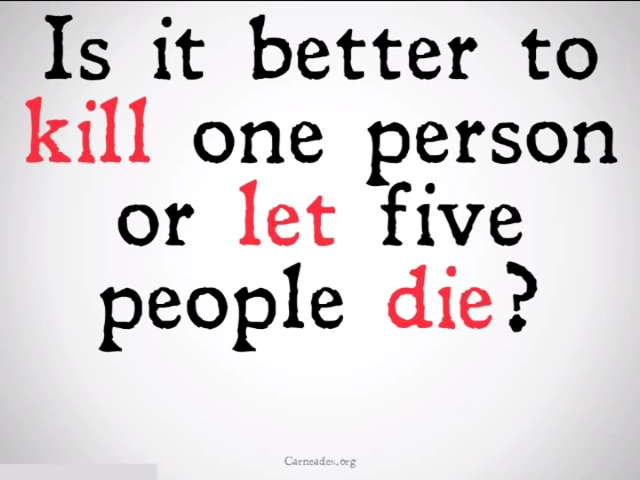 Is it better to
kill one person
or let five
people die?
Carneades.org